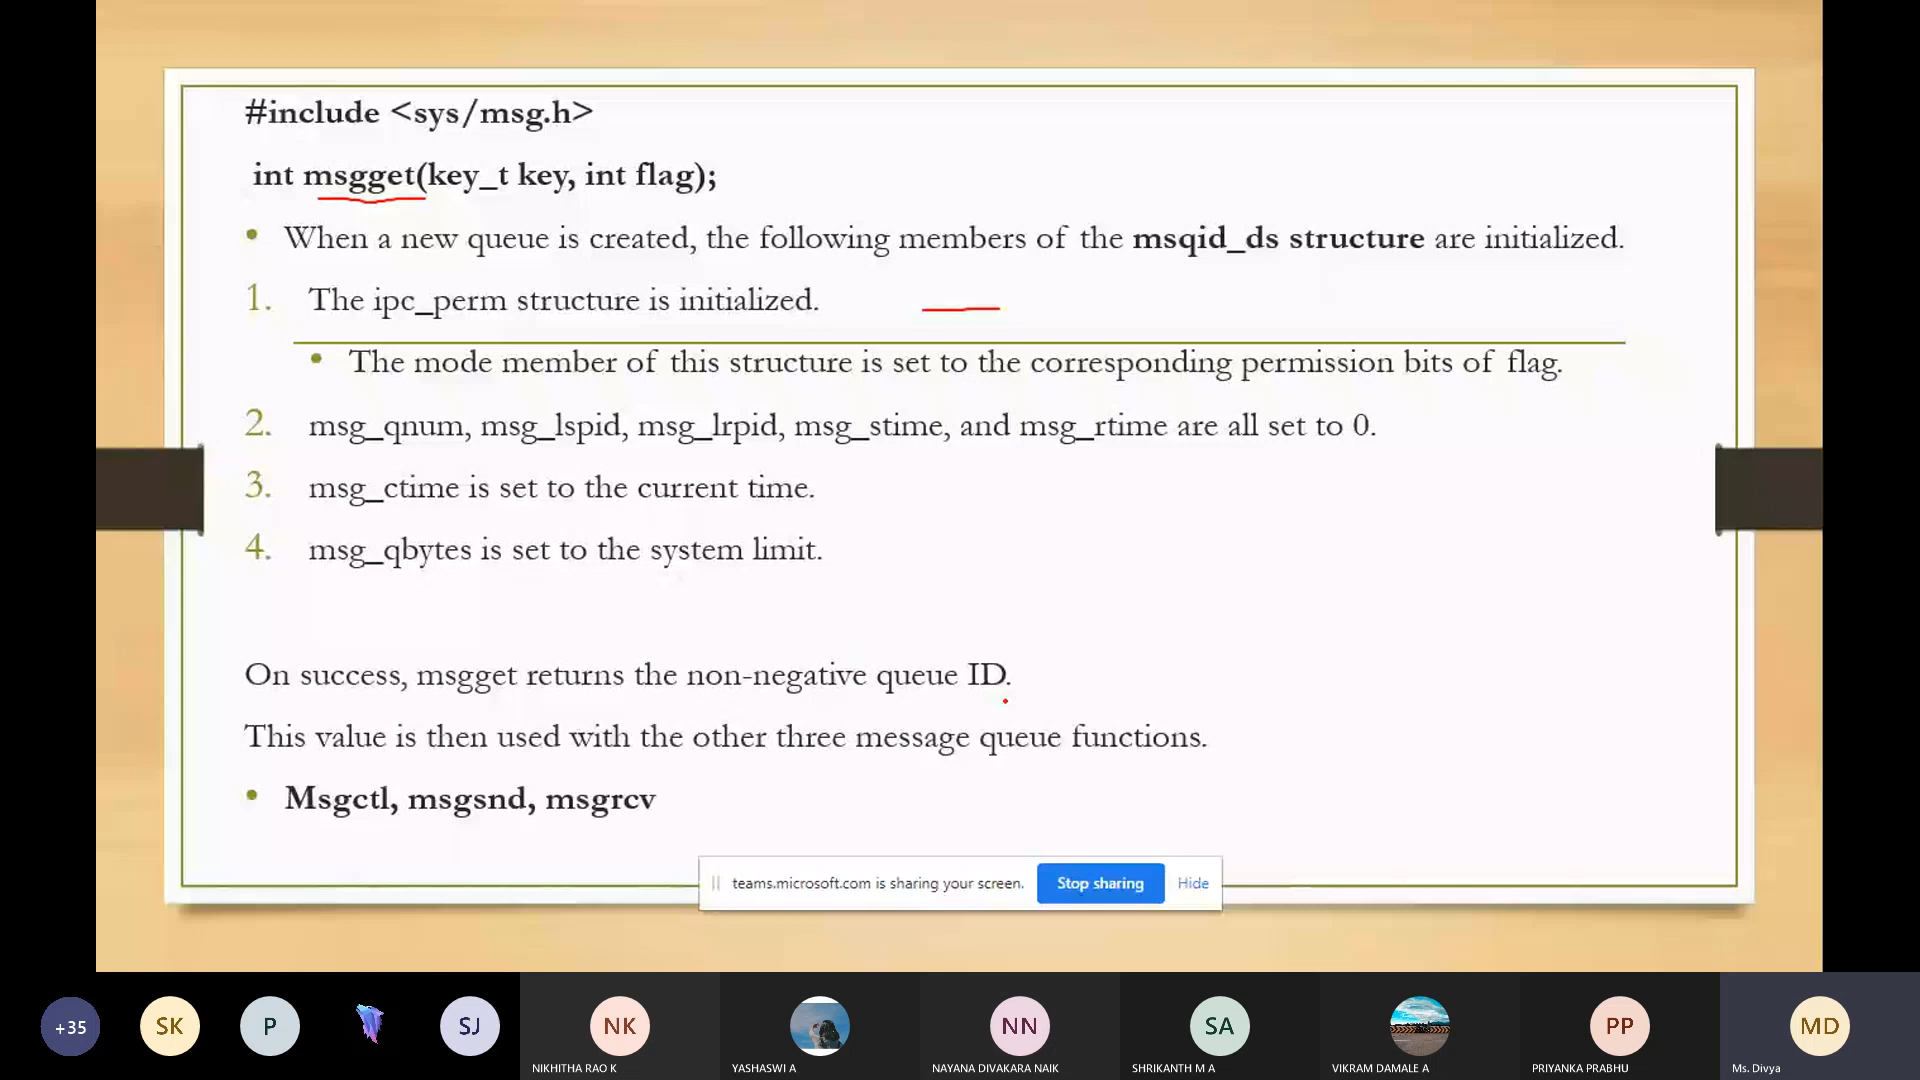 #include <sys/msg.h>
int msgget(key_t key, int flag);
• When a new queue is created, the following members of the msqid_ds structure are initialized.
1. The ipc_perm structure is initialized.
• The mode member of this structure is set to the corresponding permission bits of flag.
2. msg_qnum, msg_lspid, msg_lrpid, msg_stime, and msg_rtime are all set to 0.
3. msg_ctime is set to the current time.
4. msg_qbytes is set to the system limit.
On success, msgget returns the non-negative queue ID.
This value is then used with the other three message queue functions.
• Msgctl, msgsnd, msgrcv
teams.microsoft.com is sharing your screen. Stop sharing Hide
+35 SK P SJ NK NN SA PP MD
NIKHITHA RAO K YASHASWI A NAYANA DIVAKARA NAIK SHRIKANTH M A VIKRAM DAMALE A PRIYANKA PRABHU Ms. Divya